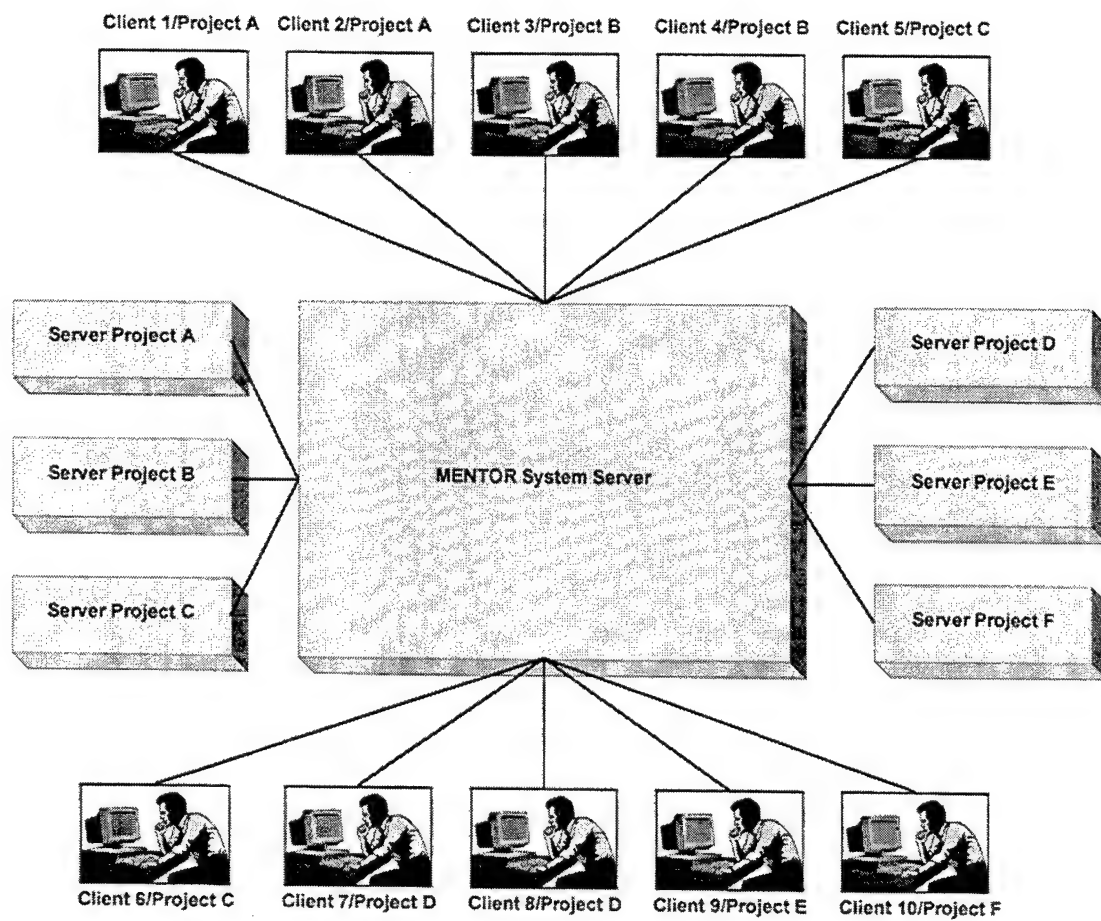 Client 1/Project A
Client 2/Project A
Client 3/Project B
Client 4/Project B
Client 5/Project C
Server Project A
Server Project D
Server Project B
MENTOR System Server
Server Project E
Server Project C
Server Project F
Client 6/Project C
Client 7/Project D
Client 8/Project D
Client 9/Project E
Client 10/Project F